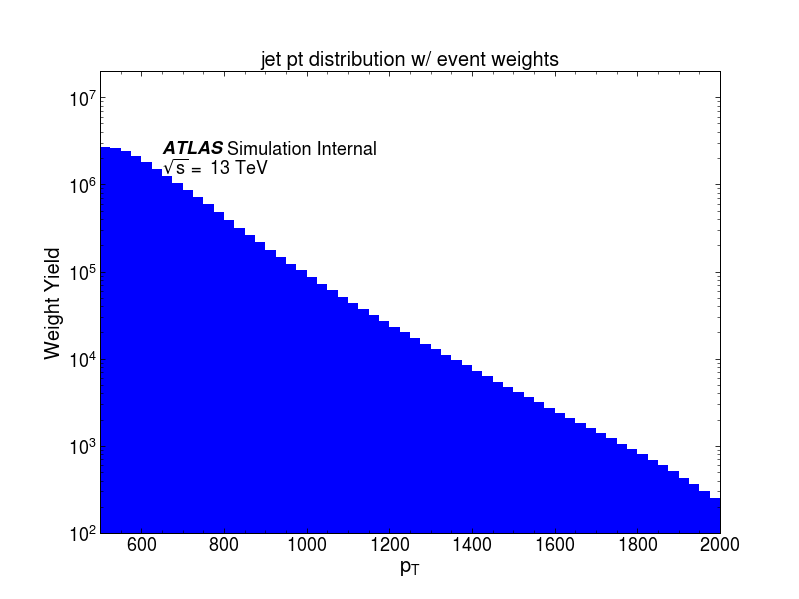 jet pt distribution w/ event weights
10⁷
ATLAS Simulation Internal
√s = 13 TeV
10⁶
Weight Yield
10⁵
10⁴
10³
10²
600 800 1000 1200 1400 1600 1800 2000
p_T